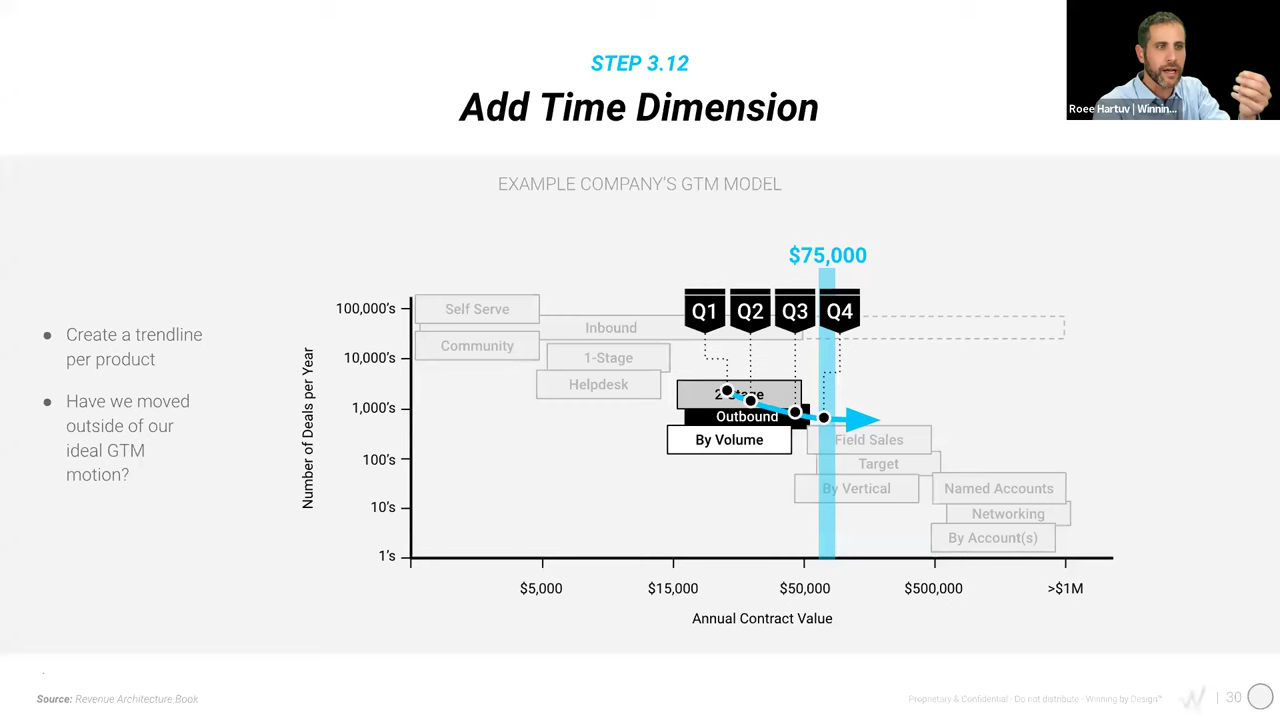 STEP 3.12
Add Time Dimension
Roee Hartuv | Winnin...
EXAMPLE COMPANY'S GTM MODEL
● Create a trendline
per product
● Have we moved
outside of our
ideal GTM
motion?
$75,000
Q1 Q2 Q3 Q4
Number of Deals per Year
100,000's
10,000's
1,000's
100's
10's
1's
Self Serve
Inbound
Community
1-Stage
Helpdesk
2-Stage
Outbound
By Volume
Field Sales
Target
By Vertical
Named Accounts
Networking
By Account(s)
$5,000 $15,000 $50,000 $500,000 >$1M
Annual Contract Value
Source: Revenue Architecture Book
Proprietary & Confidential - Do not distribute - Winning by Design™ | 30